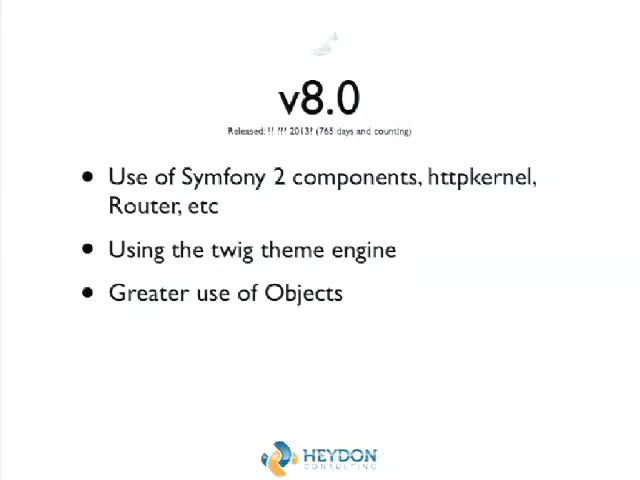 v8.0
Released: ?? ??? 2013? (765 days and counting)
• Use of Symfony 2 components, httpkernel,
Router, etc
• Using the twig theme engine
• Greater use of Objects
HEYDON
CONSULTING